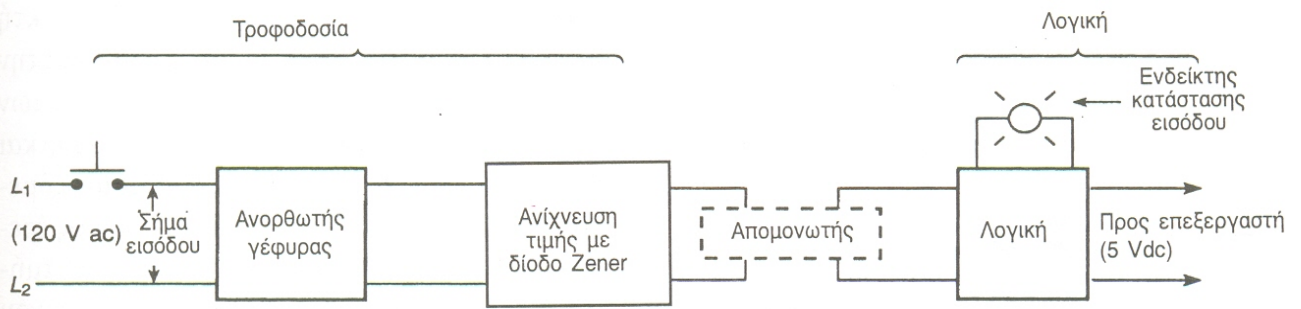 Τροφοδοσία
Λογική
Ενδείκτης
κατάστασης
εισόδου
L1
(120 V ac)
L2
Σήμα
εισόδου
Ανορθωτής
γέφυρας
Ανίχνευση
τιμής με
δίοδο Zener
Απομονωτής
Λογική
Προς επεξεργαστή
(5 Vdc)